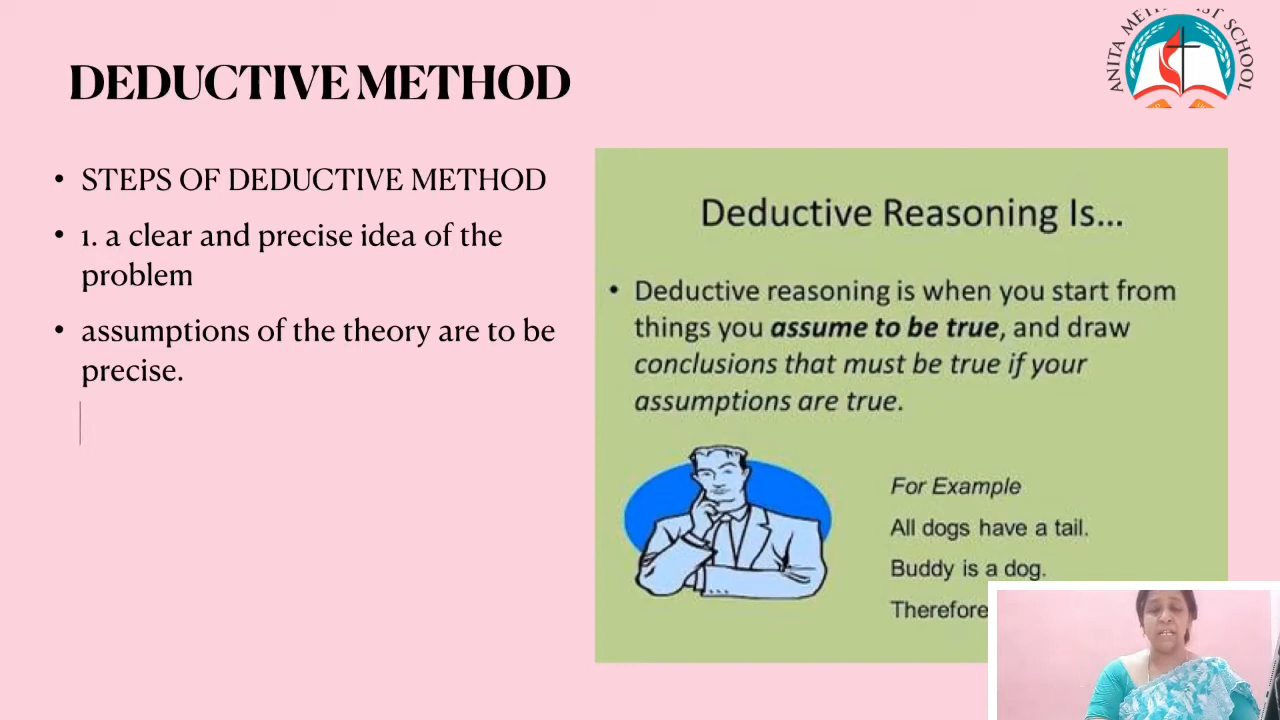 DEDUCTIVE METHOD
• STEPS OF DEDUCTIVE METHOD
• 1. a clear and precise idea of the
problem
• assumptions of the theory are to be
precise.
ANITA METHODIST SCHOOL
Deductive Reasoning Is...
• Deductive reasoning is when you start from
things you assume to be true, and draw
conclusions that must be true if your
assumptions are true.
For Example
All dogs have a tail.
Buddy is a dog.
Therefore